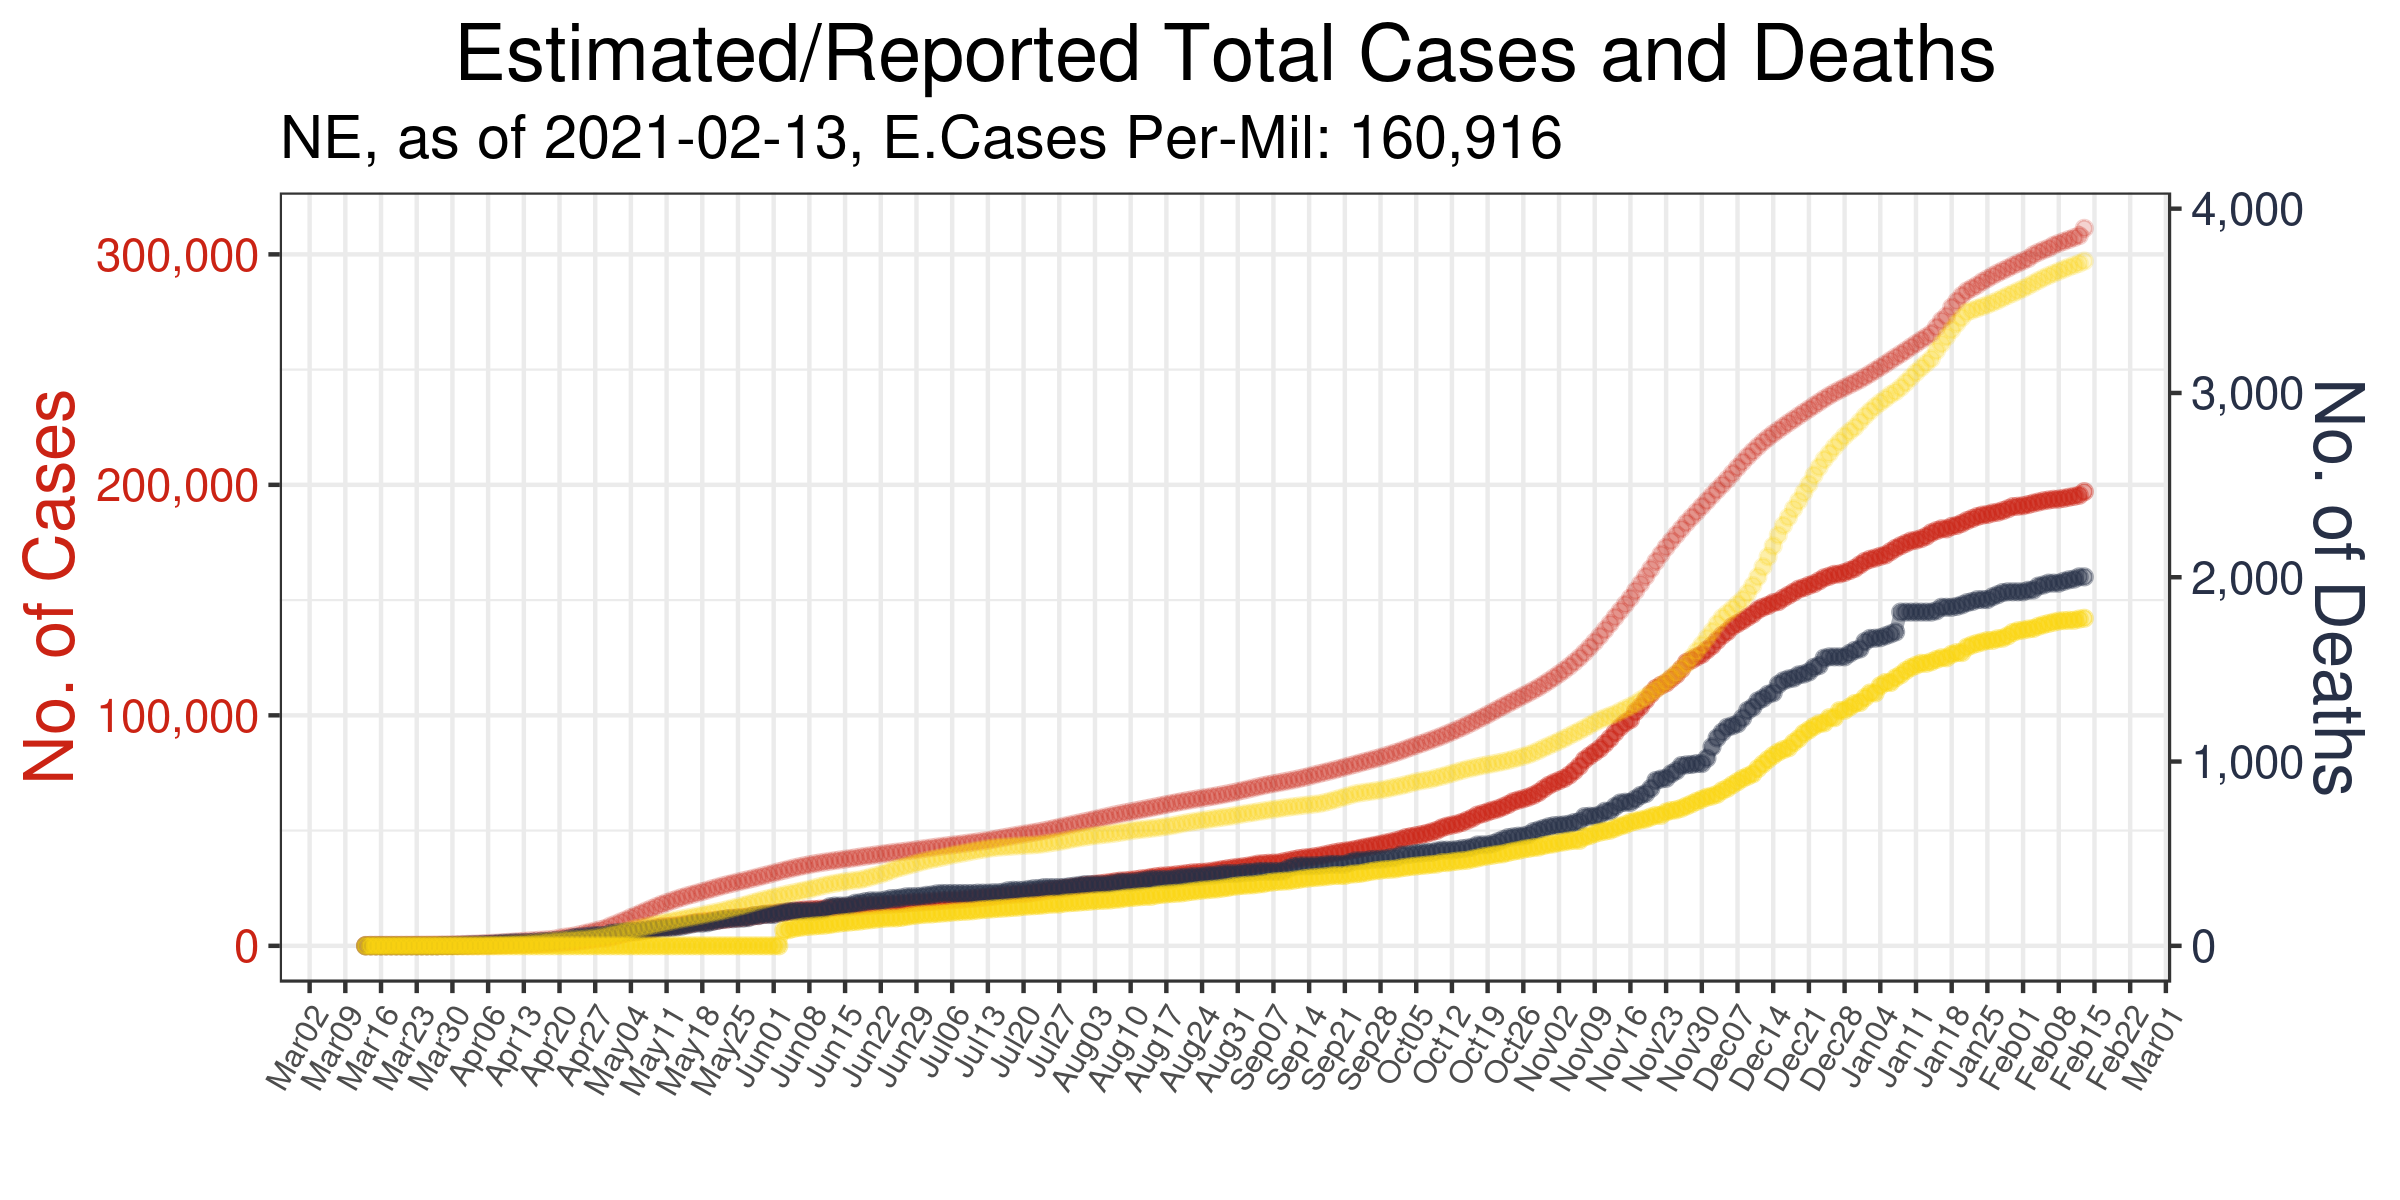 Estimated/Reported Total Cases and Deaths
NE, as of 2021-02-13, E.Cases Per-Mil: 160,916
No. of Cases
300,000
200,000
100,000
0
4,000
3,000
2,000
1,000
0
No. of Deaths
Mar02
Mar09
Mar16
Mar23
Mar30
Apr06
Apr13
Apr20
Apr27
May04
May11
May18
May25
Jun01
Jun08
Jun15
Jun22
Jun29
Jul06
Jul13
Jul20
Jul27
Aug03
Aug10
Aug17
Aug24
Aug31
Sep07
Sep14
Sep21
Sep28
Oct05
Oct12
Oct19
Oct26
Nov02
Nov09
Nov16
Nov23
Nov30
Dec07
Dec14
Dec21
Dec28
Jan04
Jan11
Jan18
Jan25
Feb01
Feb08
Feb15
Feb22
Mar01